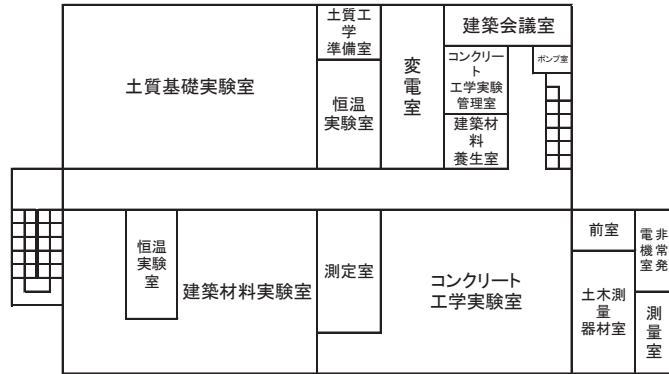 土質基礎実験室
土質工
学
準備室
恒温
実験室
変
電
室
建築会議室
コンクリー
ト
工学実験
管理室
建築材
料
養生室
ポンプ室
恒温
実験
室
建築材料実験室
測定室
コンクリート
工学実験室
前室
土木測
量
器材室
非常発
電機室
測
量
室